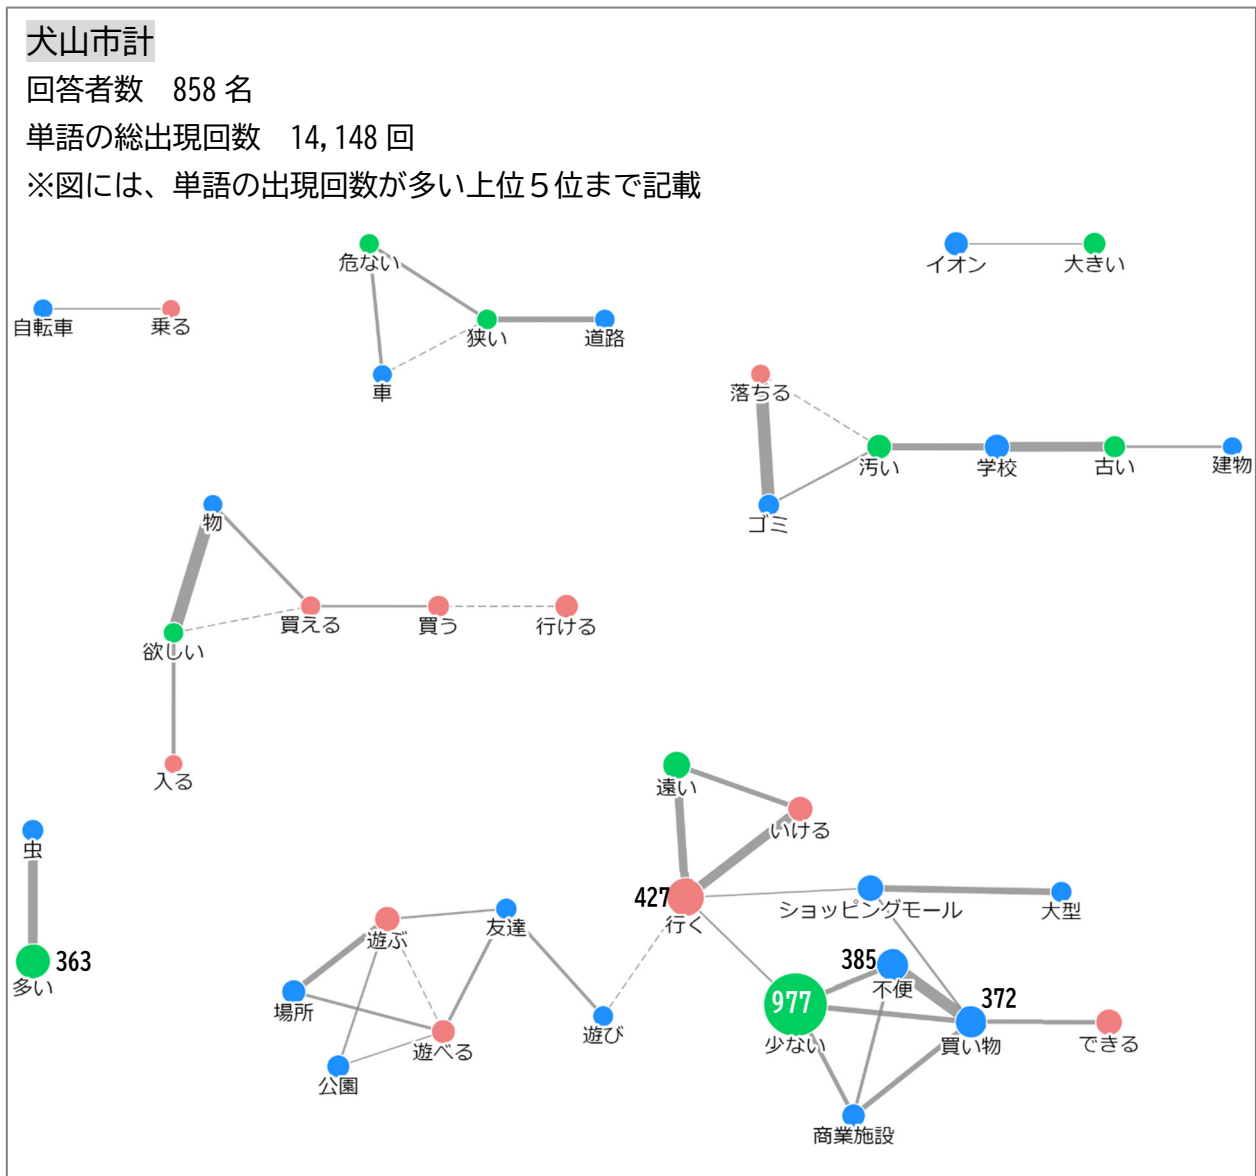 犬山市計
回答者数　858 名
単語の総出現回数　14,148 回
※図には、単語の出現回数が多い上位５位まで記載
危ない
イオン
大きい
自転車
乗る
狭い
道路
車
落ちる
汚い
学校
古い
建物
ゴミ
物
買える
買う
行ける
欲しい
入る
遠い
いける
虫
427
行く
ショッピングモール
大型
遊ぶ
友達
363
多い
385
不便
372
977
少ない
買い物
できる
場所
遊べる
遊び
公園
商業施設